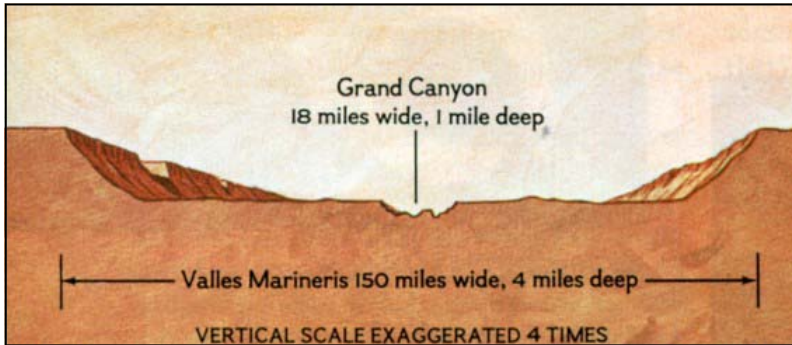 Grand Canyon
18 miles wide, 1 mile deep
Valles Marineris 150 miles wide, 4 miles deep
VERTICAL SCALE EXAGGERATED 4 TIMES